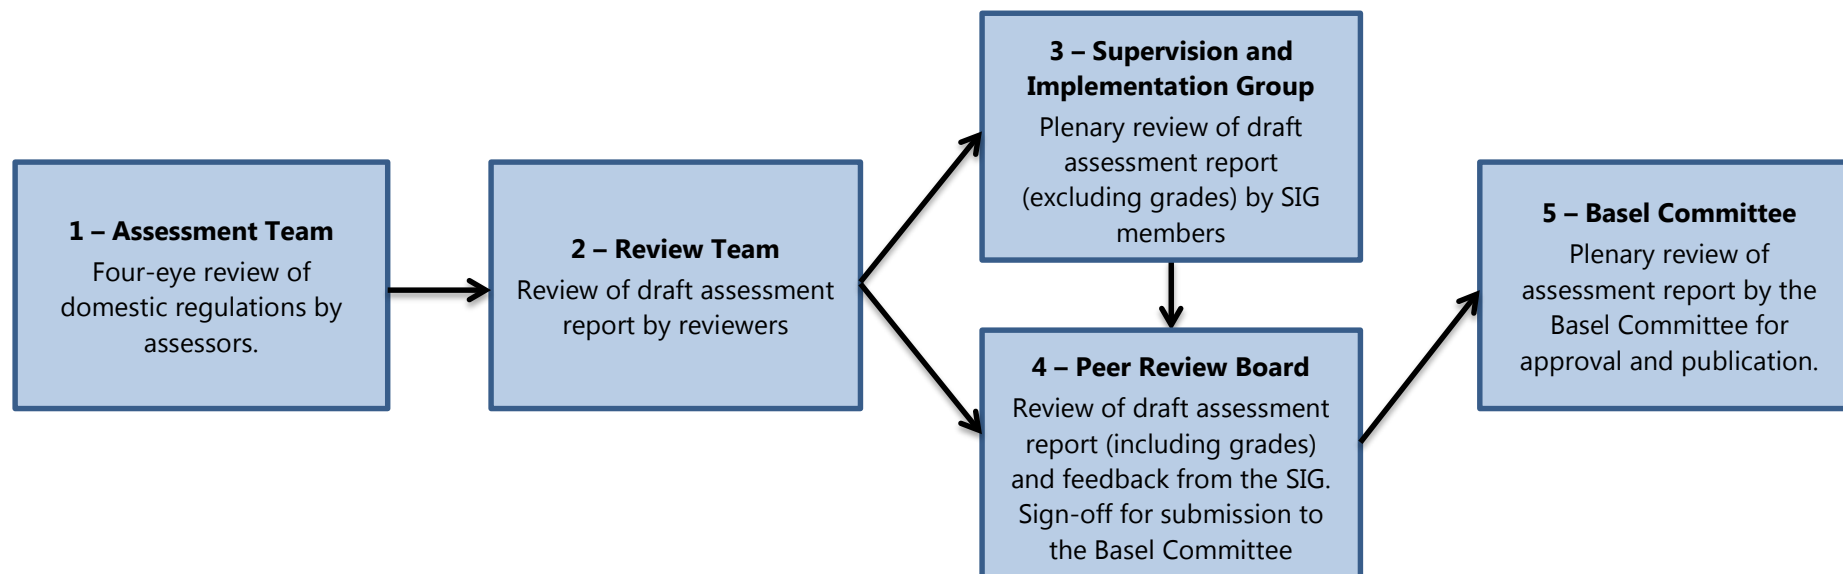 1 – Assessment Team
Four-eye review of
domestic regulations by
assessors.
2 – Review Team
Review of draft assessment
report by reviewers
3 – Supervision and
Implementation Group
Plenary review of draft
assessment report
(excluding grades) by SIG
members
4 – Peer Review Board
Review of draft assessment
report (including grades)
and feedback from the SIG.
Sign-off for submission to
the Basel Committee
5 – Basel Committee
Plenary review of
assessment report by the
Basel Committee for
approval and publication.